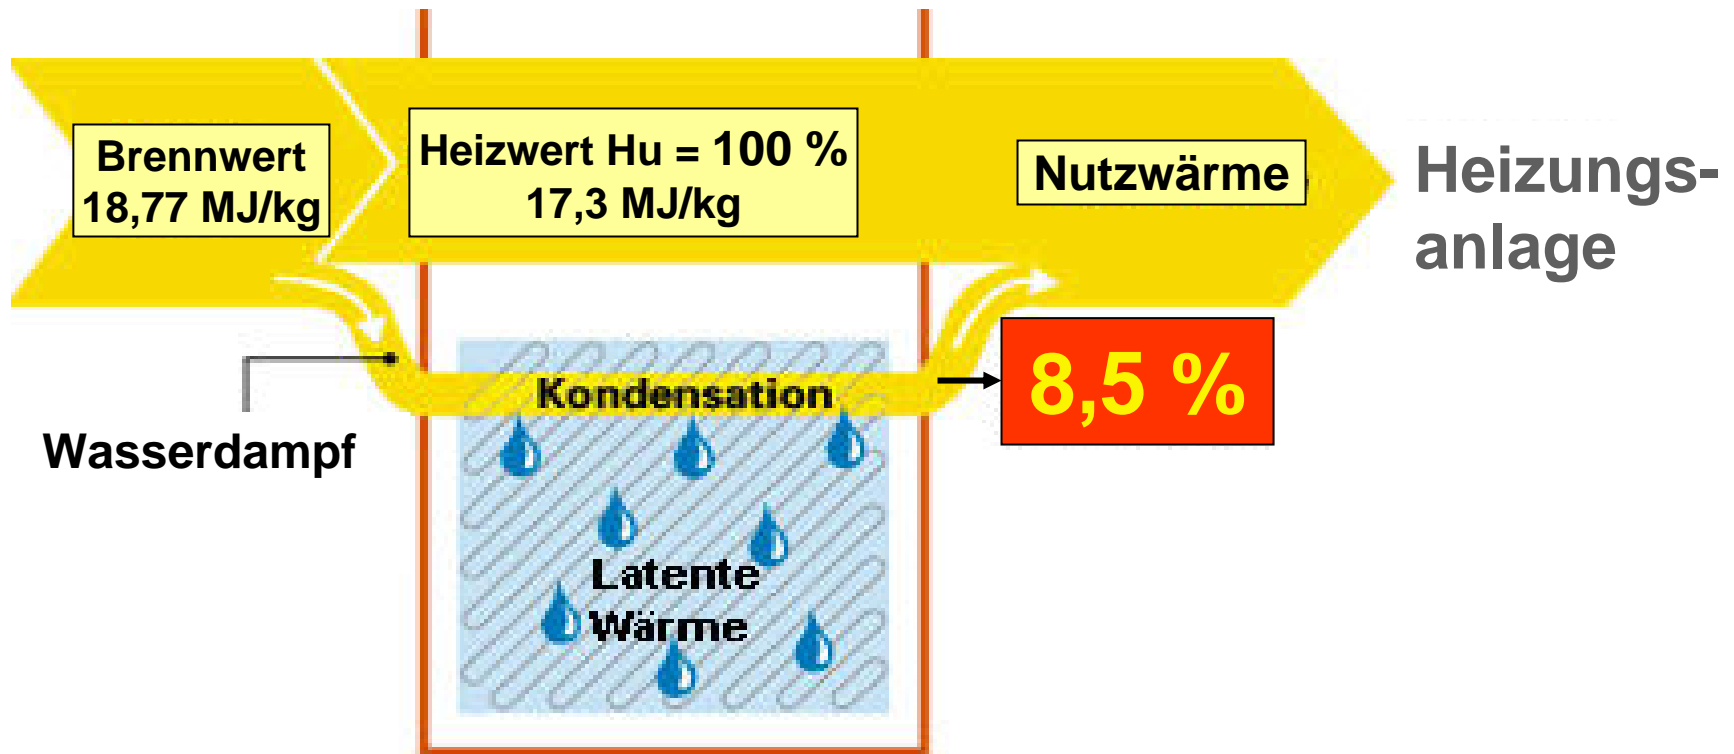 Brennwert
18,77 MJ/kg
Heizwert Hu = 100 %
17,3 MJ/kg
Nutzwärme
Heizungs-
anlage
8,5 %
Kondensation
Wasserdampf
Latente
Wärme